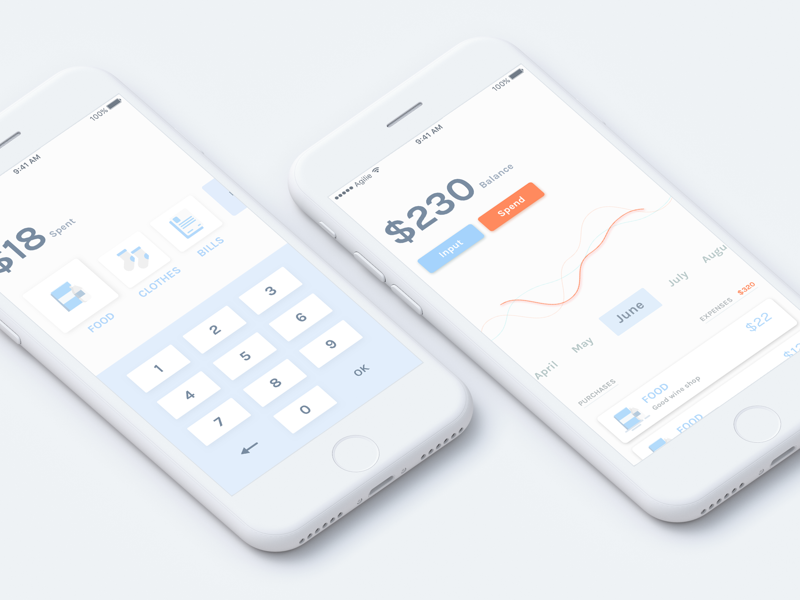 9:41 AM
100%
$18 Spent
FOOD
CLOTHES
BILLS
1
2
3
4
5
6
7
8
9
0
OK
Agilie
9:41 AM
100%
$230 Balance
Input
Spend
April
May
June
July
Augu
PURCHASES
EXPENSES $320
FOOD
Good wine shop
$22
FOOD